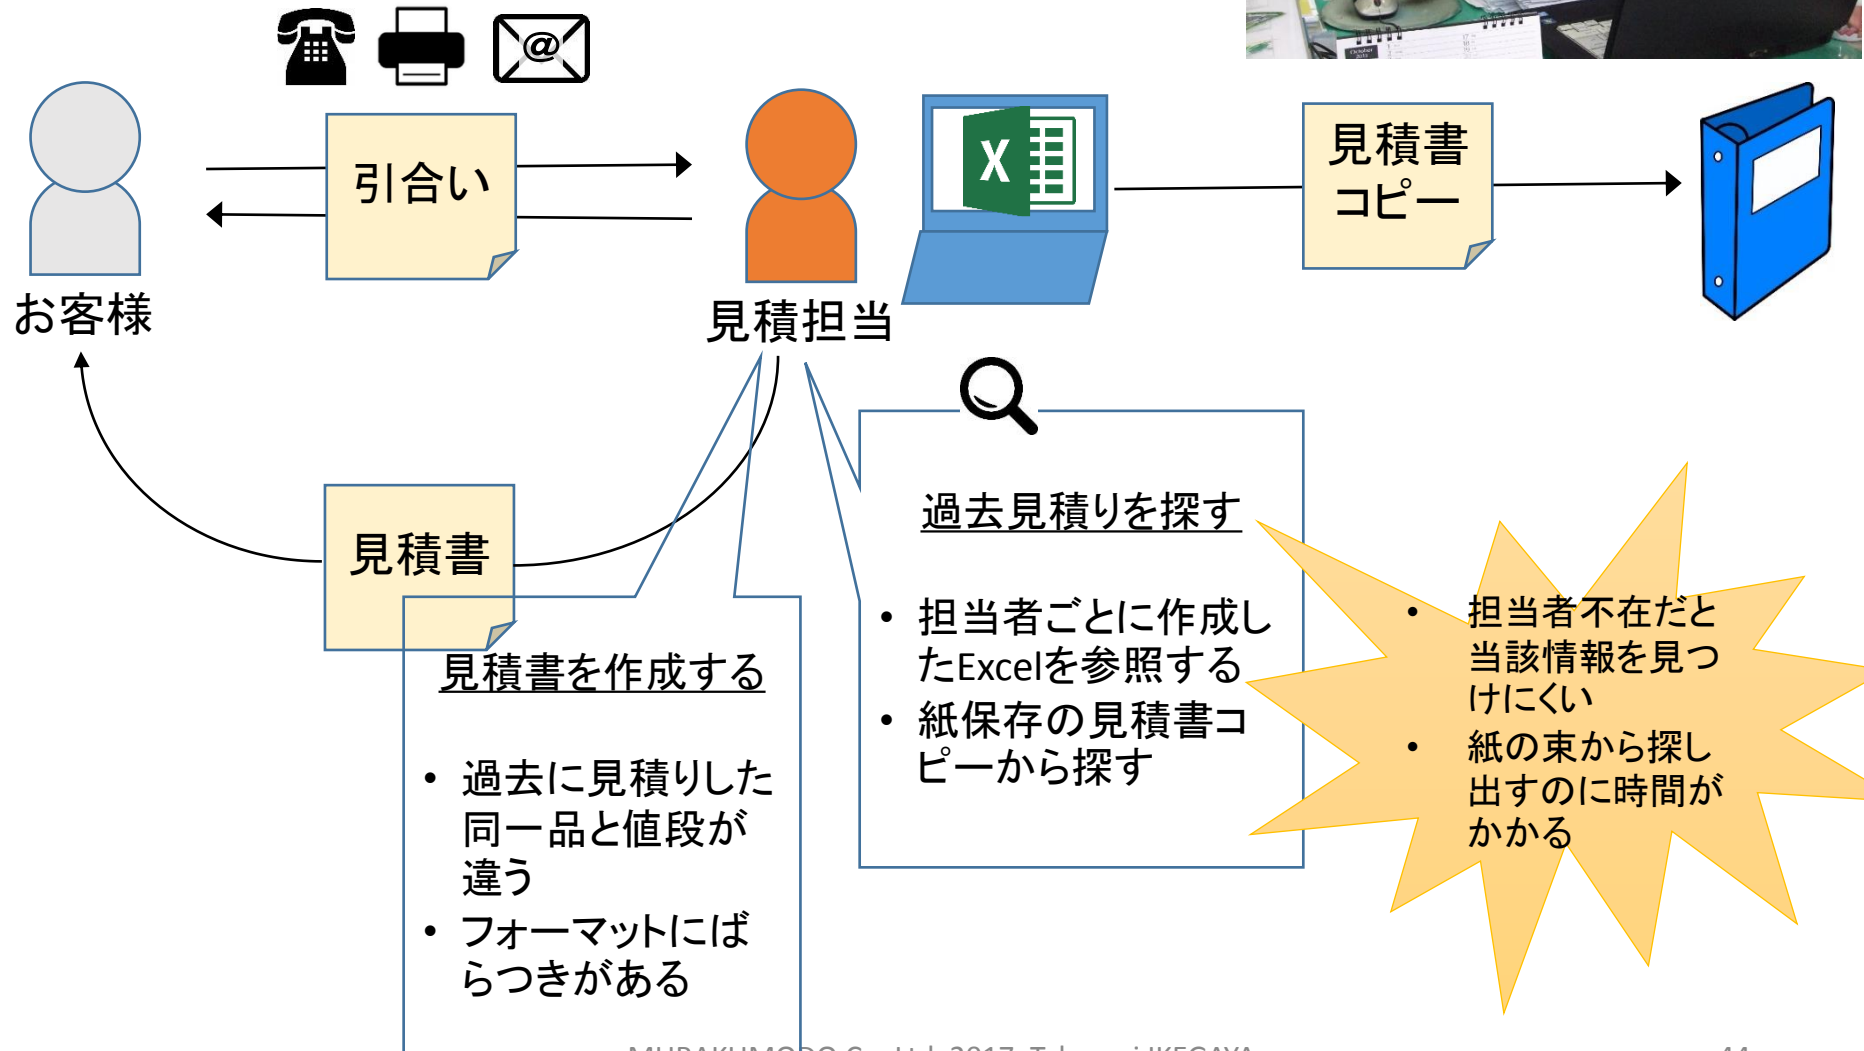 @
引合い
X
見積書
コピー
お客様
見積担当
見積書
過去見積りを探す
• 担当者ごとに作成し
たExcelを参照する
• 紙保存の見積書コ
ピーから探す
• 担当者不在だと
当該情報を見つ
けにくい
• 紙の束から探し
出すのに時間が
かかる
見積書を作成する
• 過去に見積りした
同一品と値段が
違う
• フォーマットにば
らつきがある